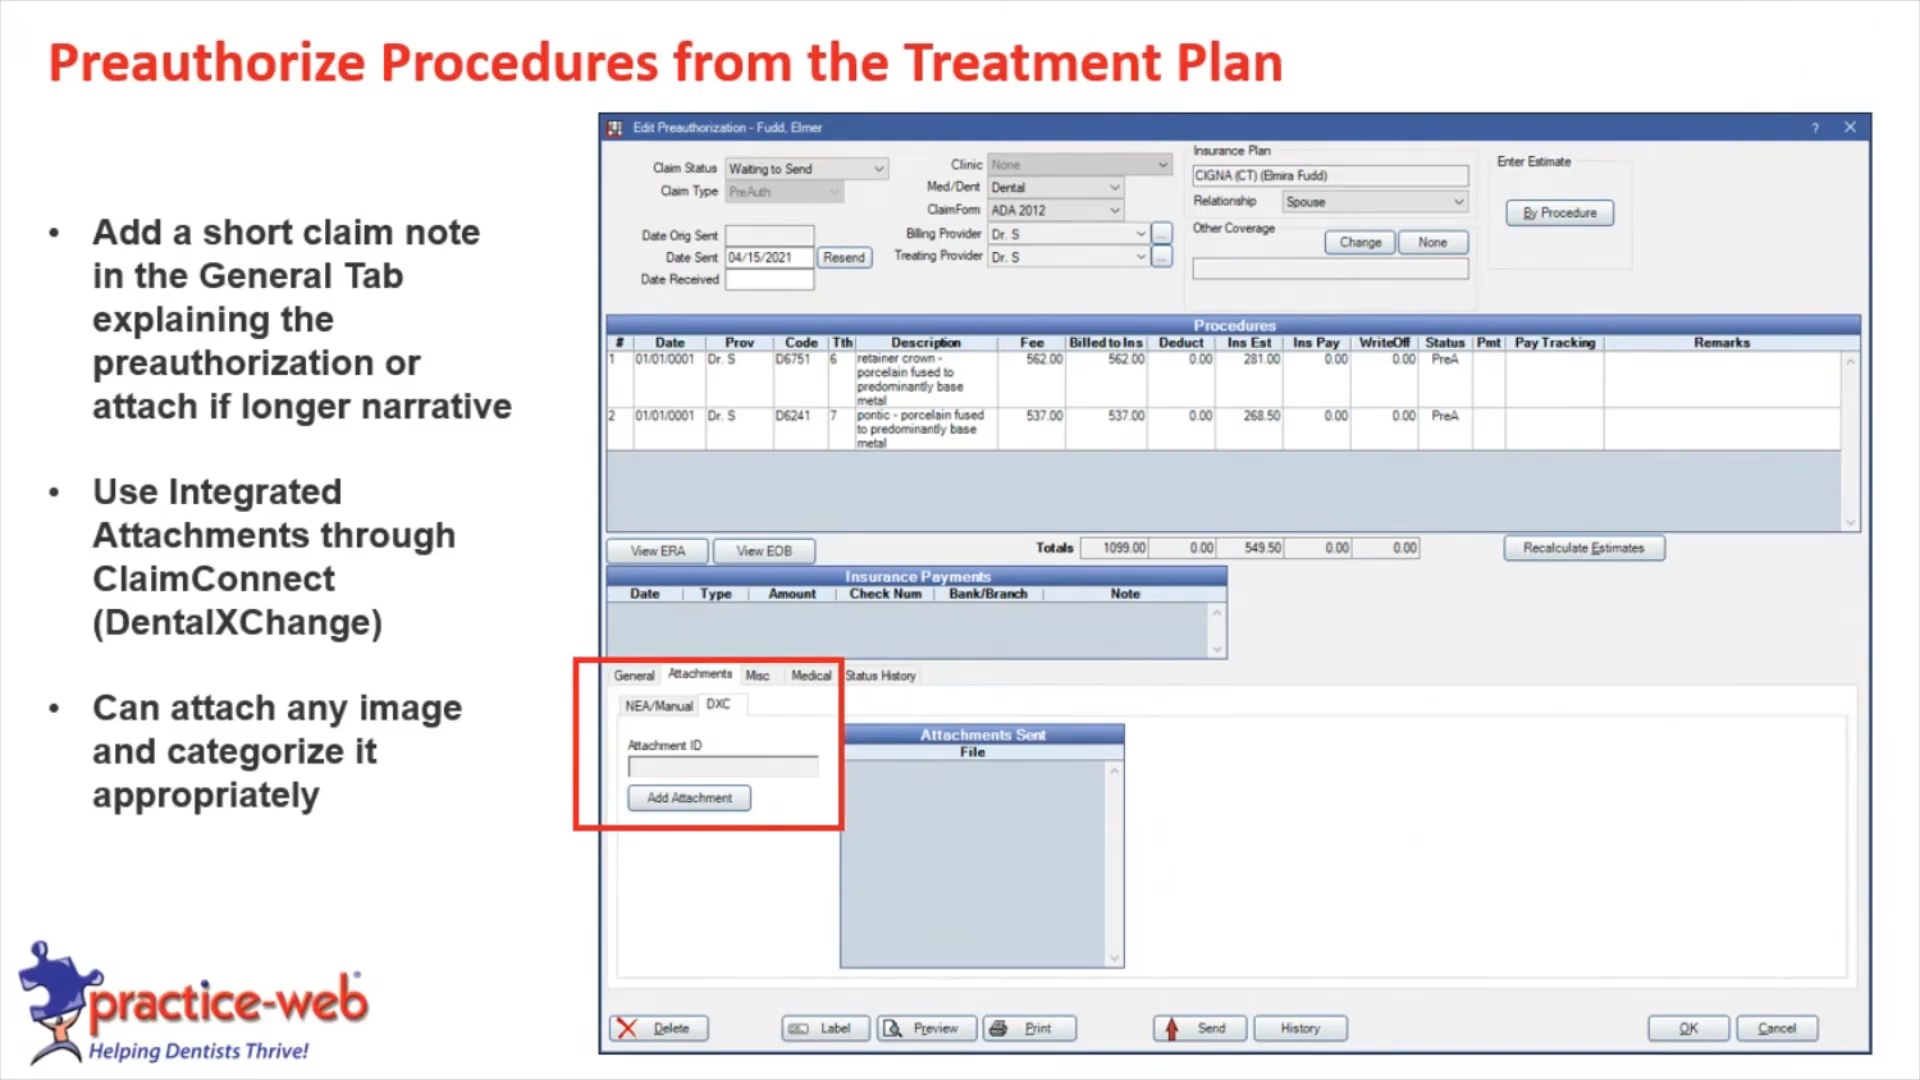 Preauthorize Procedures from the Treatment Plan
• Add a short claim note
in the General Tab
explaining the
preauthorization or
attach if longer narrative
• Use Integrated
Attachments through
ClaimConnect
(DentalXChange)
• Can attach any image
and categorize it
appropriately
practice-web
Helping Dentists Thrive!
Edit Preauthorization - Fudd, Elmer ?
Claim Status Waiting to Send
Claim Type PreAuth
Date Orig Sent
Date Sent 04/15/2021 Resend
Date Received
Clinic None
Med/Dent Dental
ClaimForm ADA 2012
Billing Provider Dr. S ...
Treating Provider Dr. S ...
Insurance Plan
CIGNA (CT) (Elmira Fudd)
Relationship Spouse
Other Coverage
Change None
Enter Estimate
By Procedure
Procedures
# Date Prov Code Tth Description Fee Billed to Ins Deduct Ins Est Ins Pay WriteOff Status Pmt Pay Tracking Remarks
1 01/01/0001 Dr. S D6751 6 retainer crown - 562.00 562.00 0.00 281.00 0.00 0.00 PreA
porcelain fused to
predominantly base
metal
2 01/01/0001 Dr. S D6241 7 pontic - porcelain fused 537.00 537.00 0.00 268.50 0.00 0.00 PreA
to predominantly base
metal
View ERA View EOB Totals 1099.00 0.00 549.50 0.00 0.00 Recalculate Estimates
Insurance Payments
Date Type Amount Check Num Bank/Branch Note
General Attachments Misc Medical Status History
NEA/Manual DXC
Attachment ID
Add Attachment
Attachments Sent
File
Delete Label Preview Print Send History OK Cancel